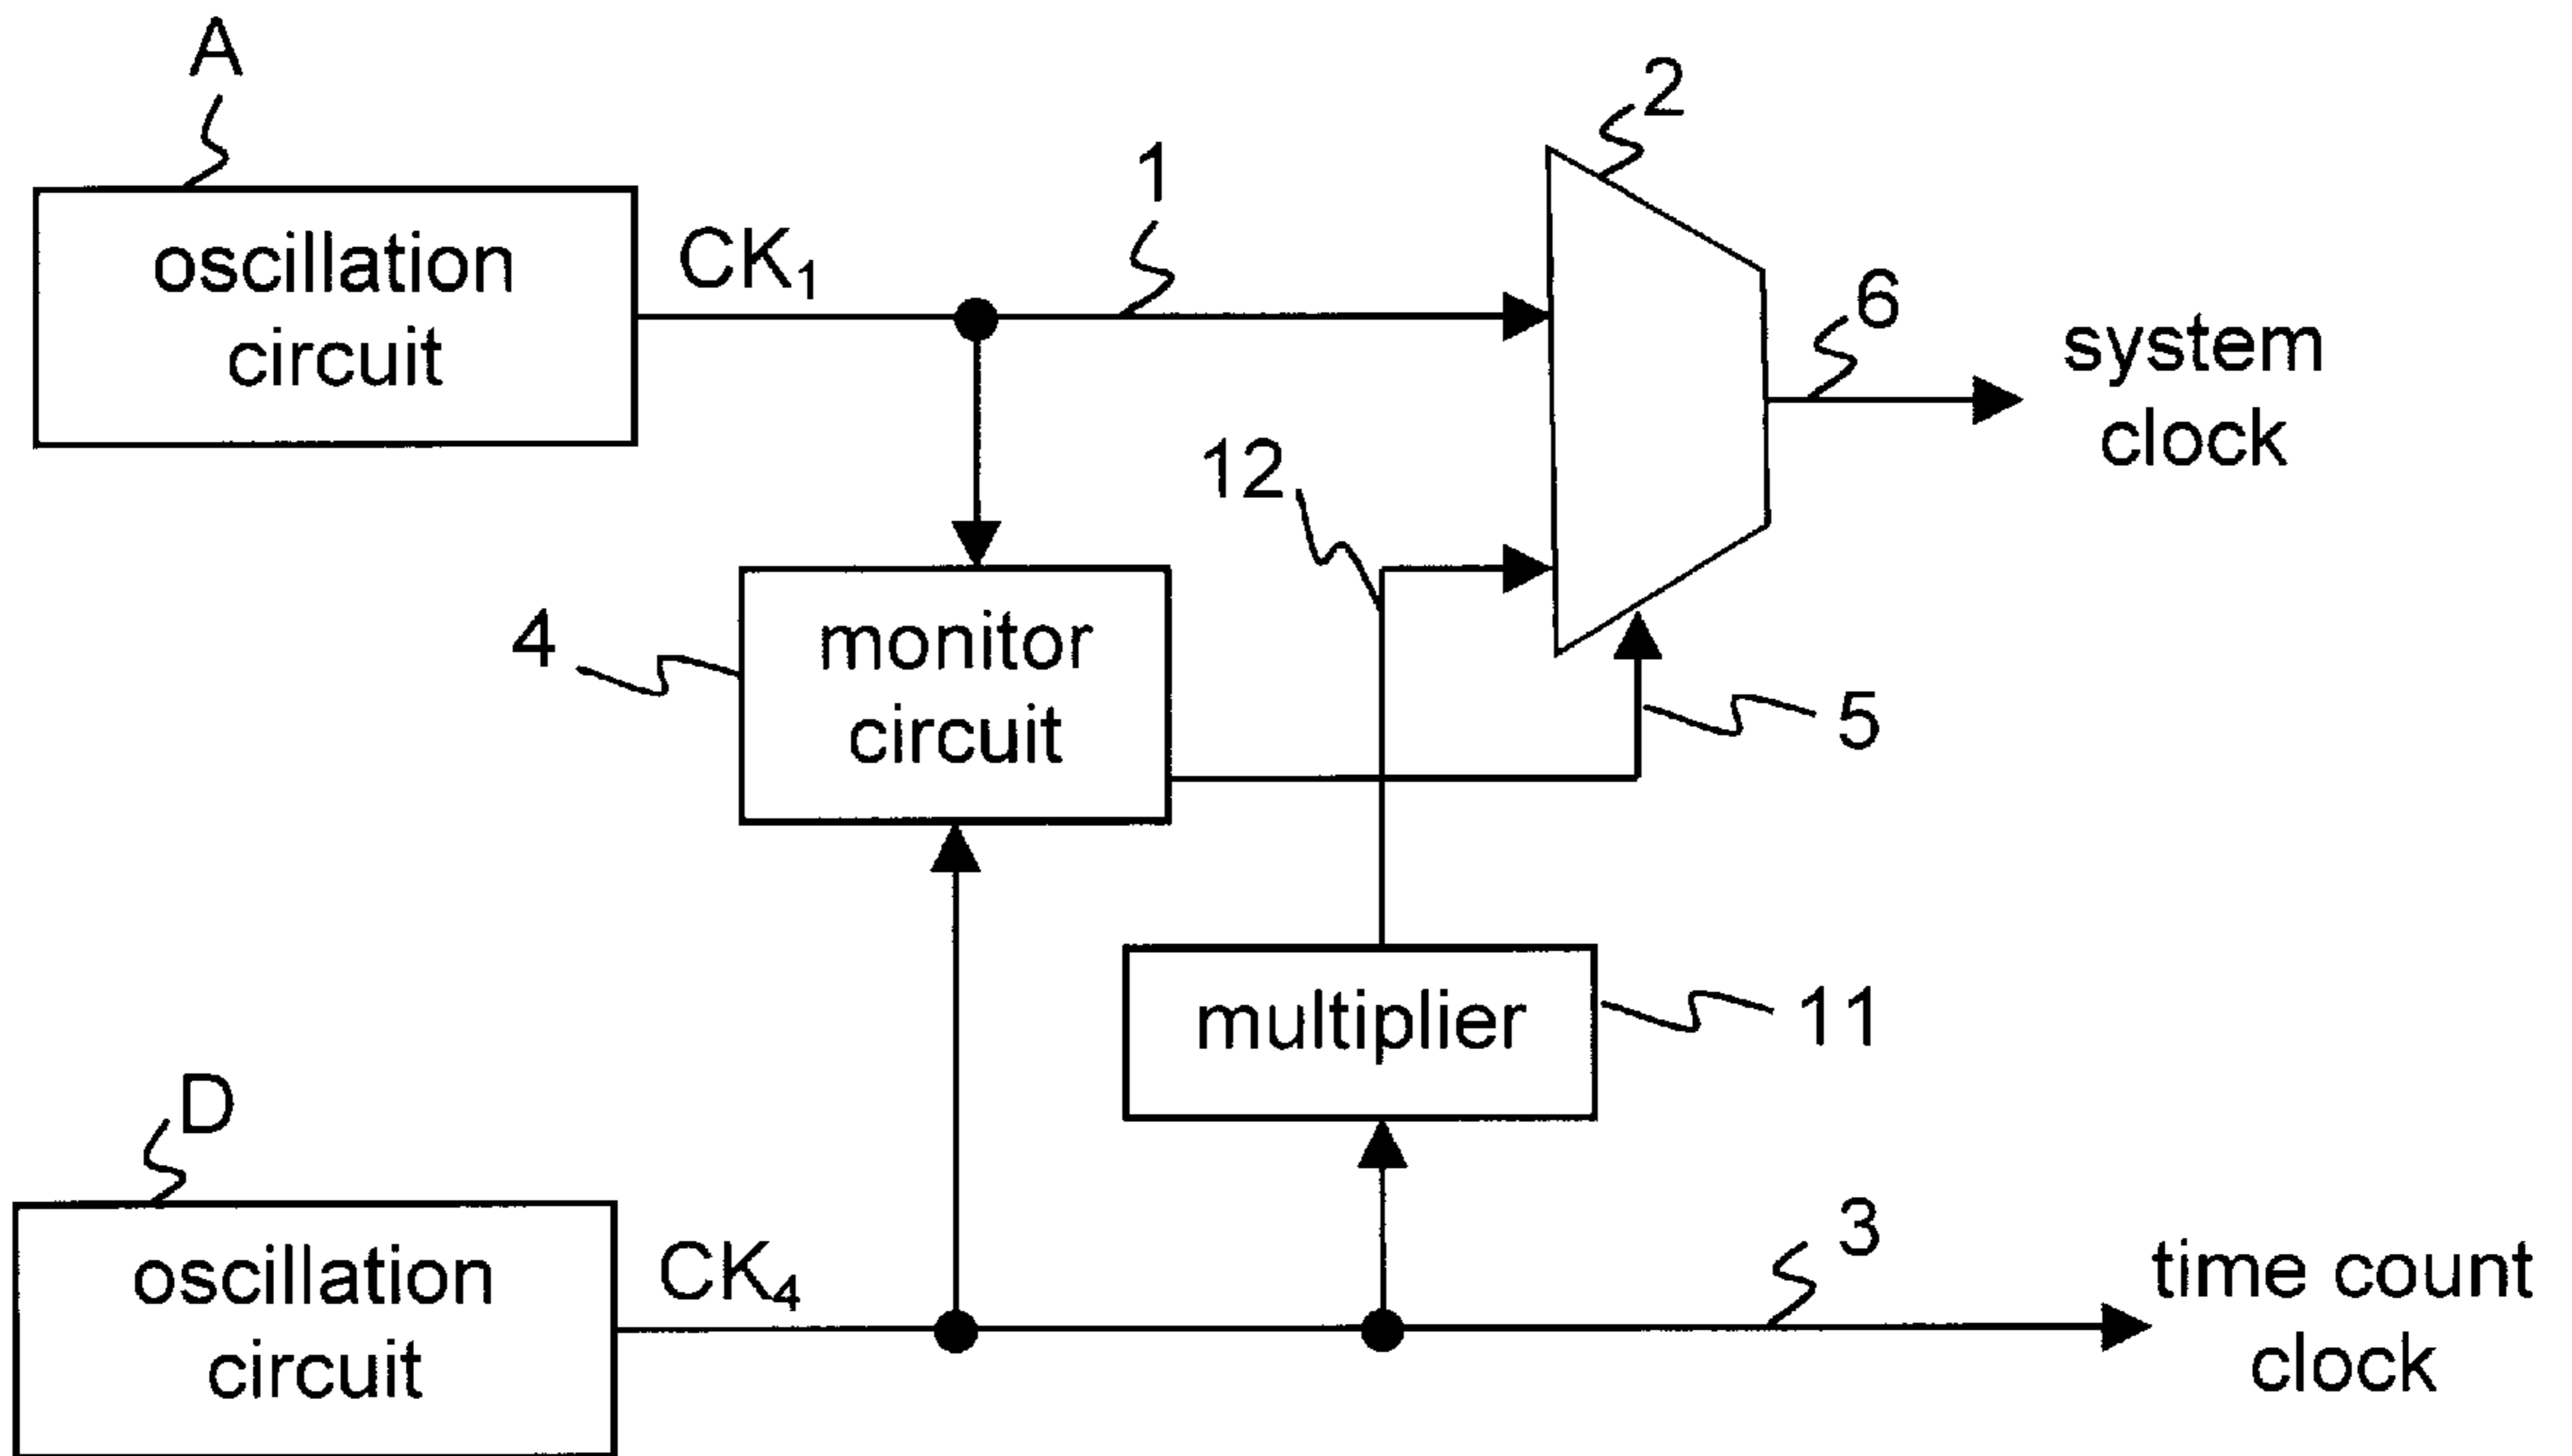 A
2
1
oscillation
circuit
CK₁
6
system
clock
12
4
monitor
circuit
5
multiplier
11
D
oscillation
circuit
CK₄
3
time count
clock